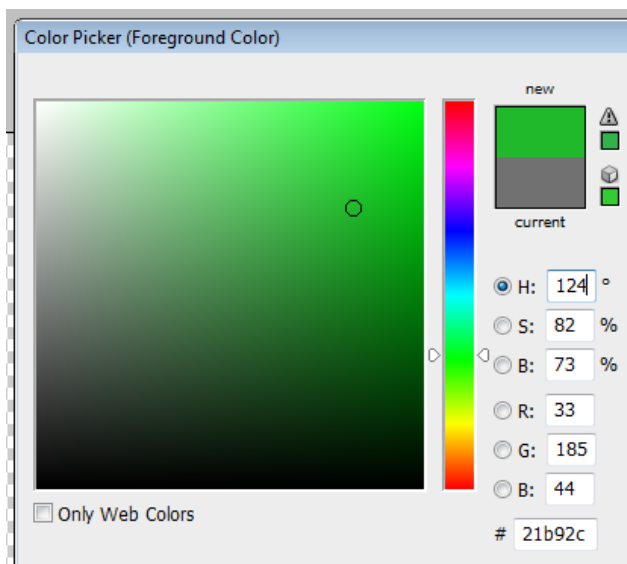 Color Picker (Foreground Color)
new
current
H: 124 °
S: 82 %
B: 73 %
R: 33
G: 185
B: 44
# 21b92c
Only Web Colors